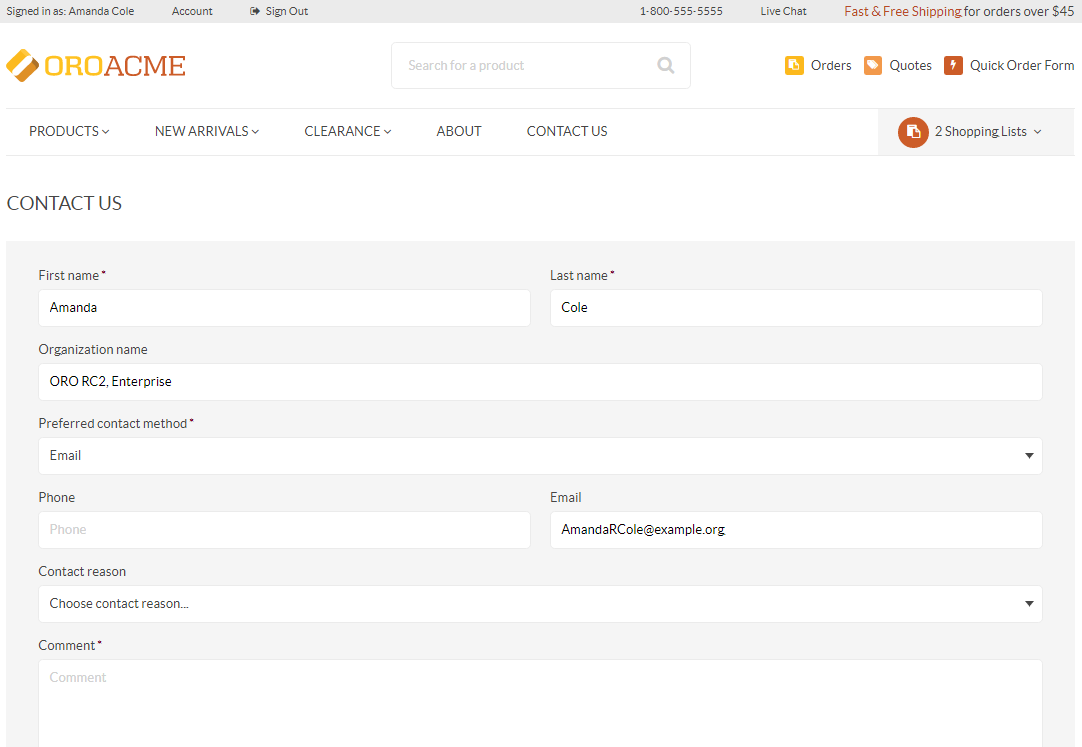 Signed in as: Amanda Cole Account Sign Out 1-800-555-5555 Live Chat Fast & Free Shipping for orders over $45
OROACME Search for a product Orders Quotes Quick Order Form
PRODUCTS NEW ARRIVALS CLEARANCE ABOUT CONTACT US 2 Shopping Lists
CONTACT US
First name* Last name*
Amanda Cole
Organization name
ORO RC2, Enterprise
Preferred contact method*
Email
Phone Email
Phone AmandaRCole@example.org
Contact reason
Choose contact reason...
Comment*
Comment